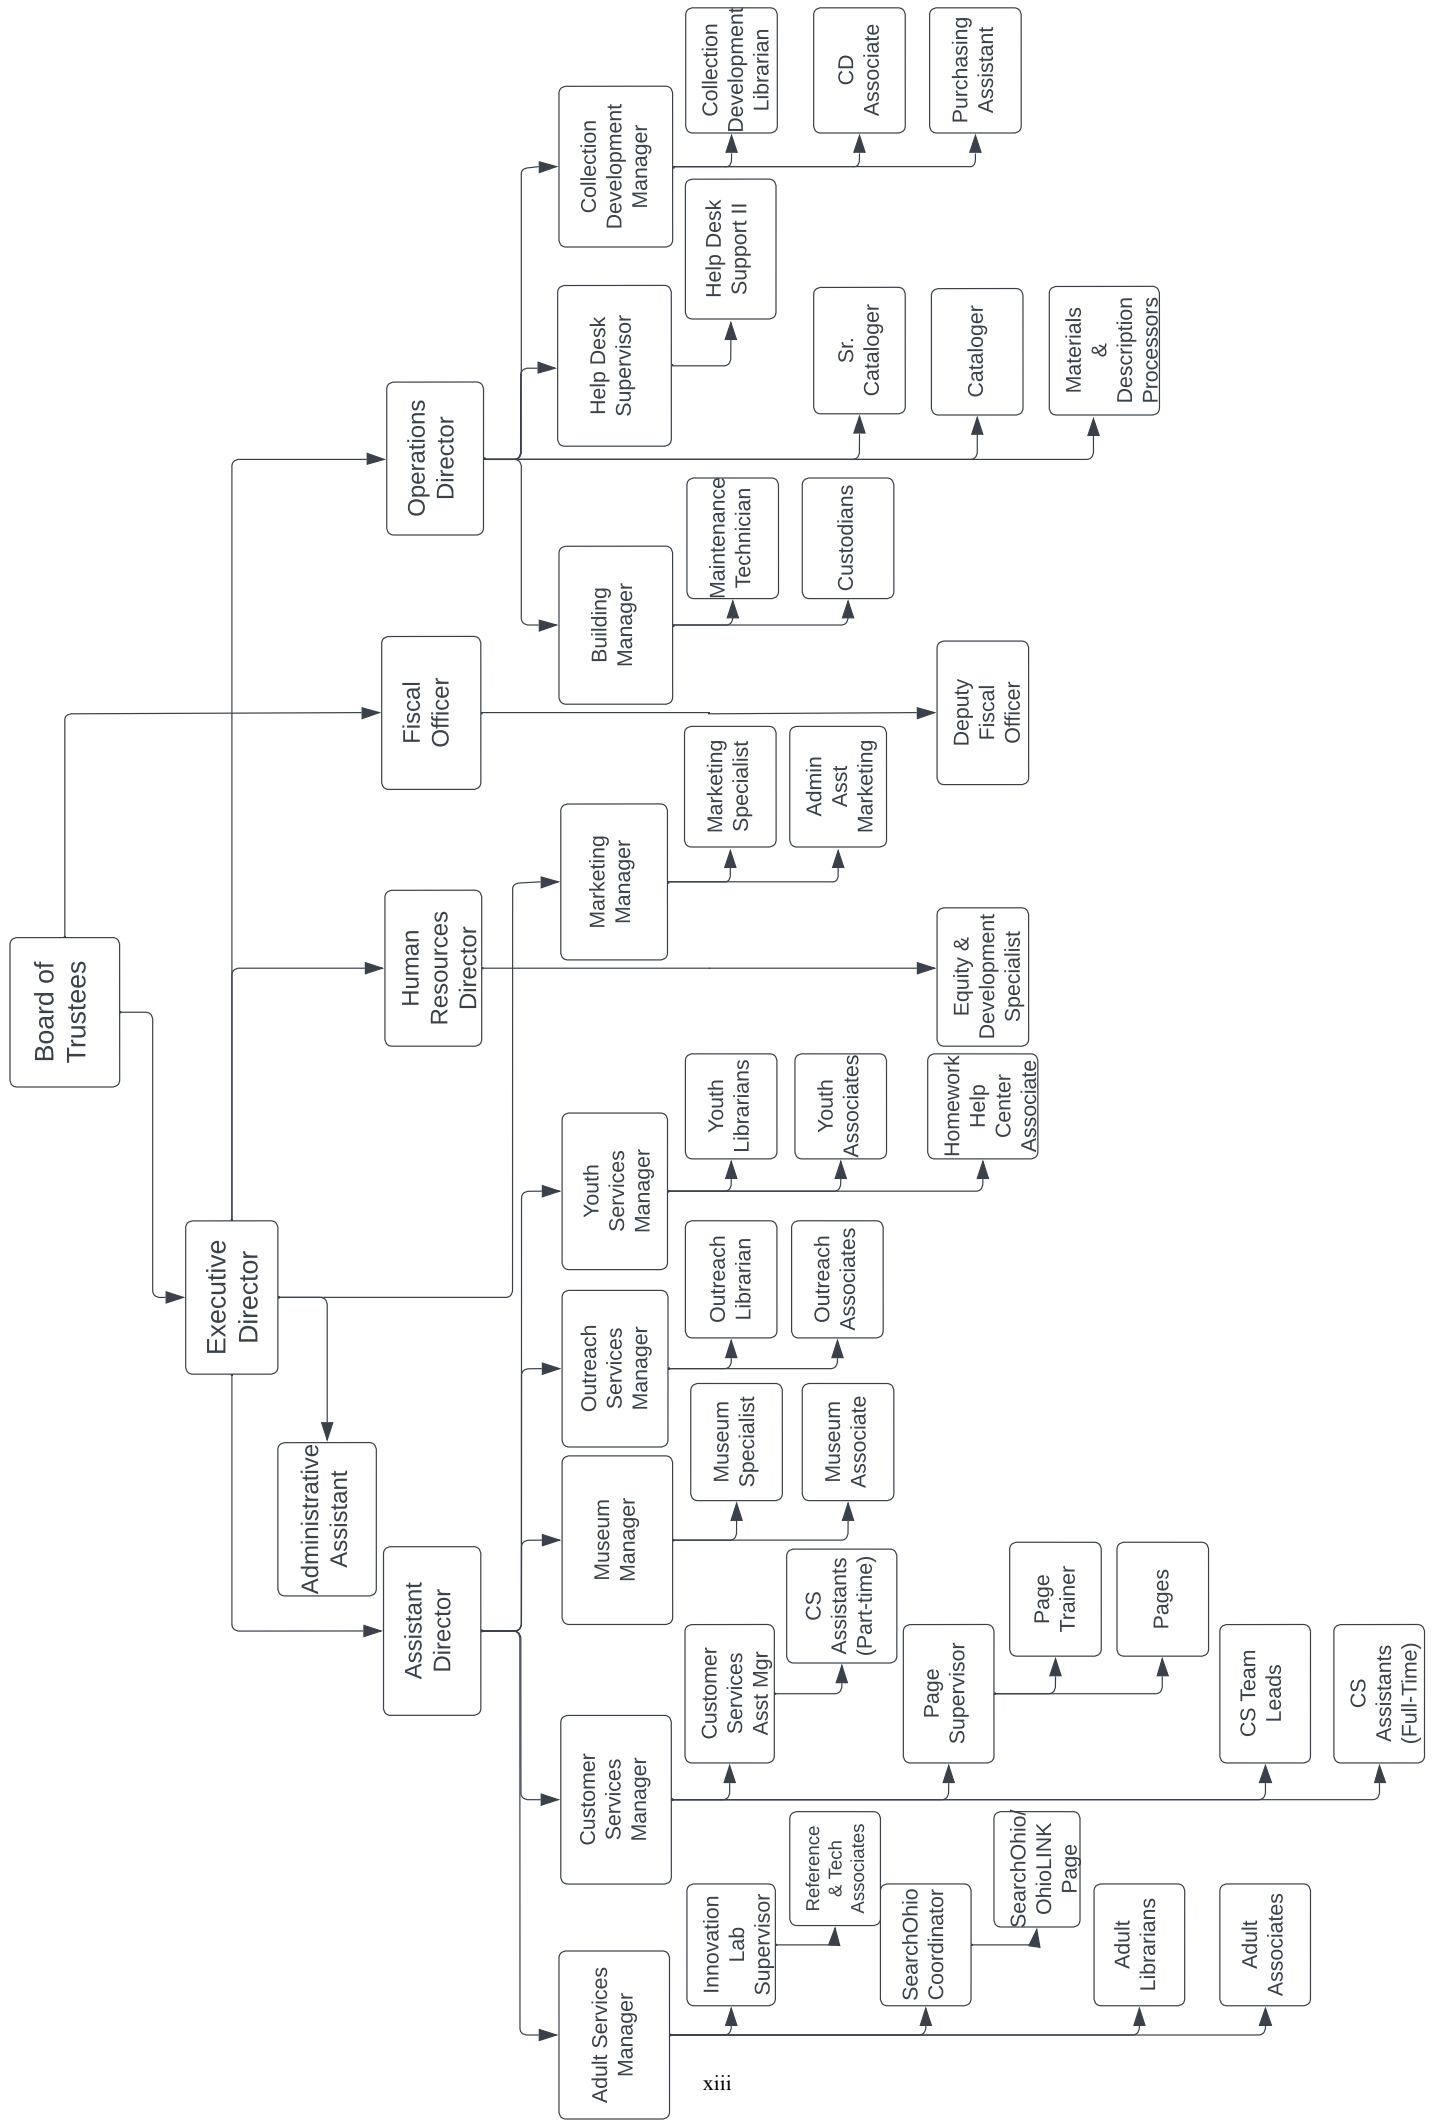 Board of
Trustees
Executive
Director
Administrative
Assistant
Assistant
Director
Human
Resources
Director
Fiscal
Officer
Operations
Director
Adult Services
Manager
Customer
Services
Manager
Museum
Manager
Outreach
Services
Manager
Youth
Services
Manager
Marketing
Manager
Building
Manager
Help Desk
Supervisor
Collection
Development
Manager
Innovation
Lab
Supervisor
Reference
& Tech
Associates
SearchOhio
Coordinator
SearchOhio/
OhioLINK
Page
Adult
Librarians
Adult
Associates
Customer
Services
Asst Mgr
CS
Assistants
(Part-time)
Page
Supervisor
Page
Trainer
Pages
CS Team
Leads
CS
Assistants
(Full-Time)
Museum
Specialist
Museum
Associate
Outreach
Librarian
Outreach
Associates
Youth
Librarians
Youth
Associates
Homework
Help
Center
Associate
Equity &
Development
Specialist
Marketing
Specialist
Admin
Asst
Marketing
Deputy
Fiscal
Officer
Maintenance
Technician
Custodians
Help Desk
Support II
Sr.
Cataloger
Cataloger
Materials
&
Description
Processors
Collection
Development
Librarian
CD
Associate
Purchasing
Assistant
xiii